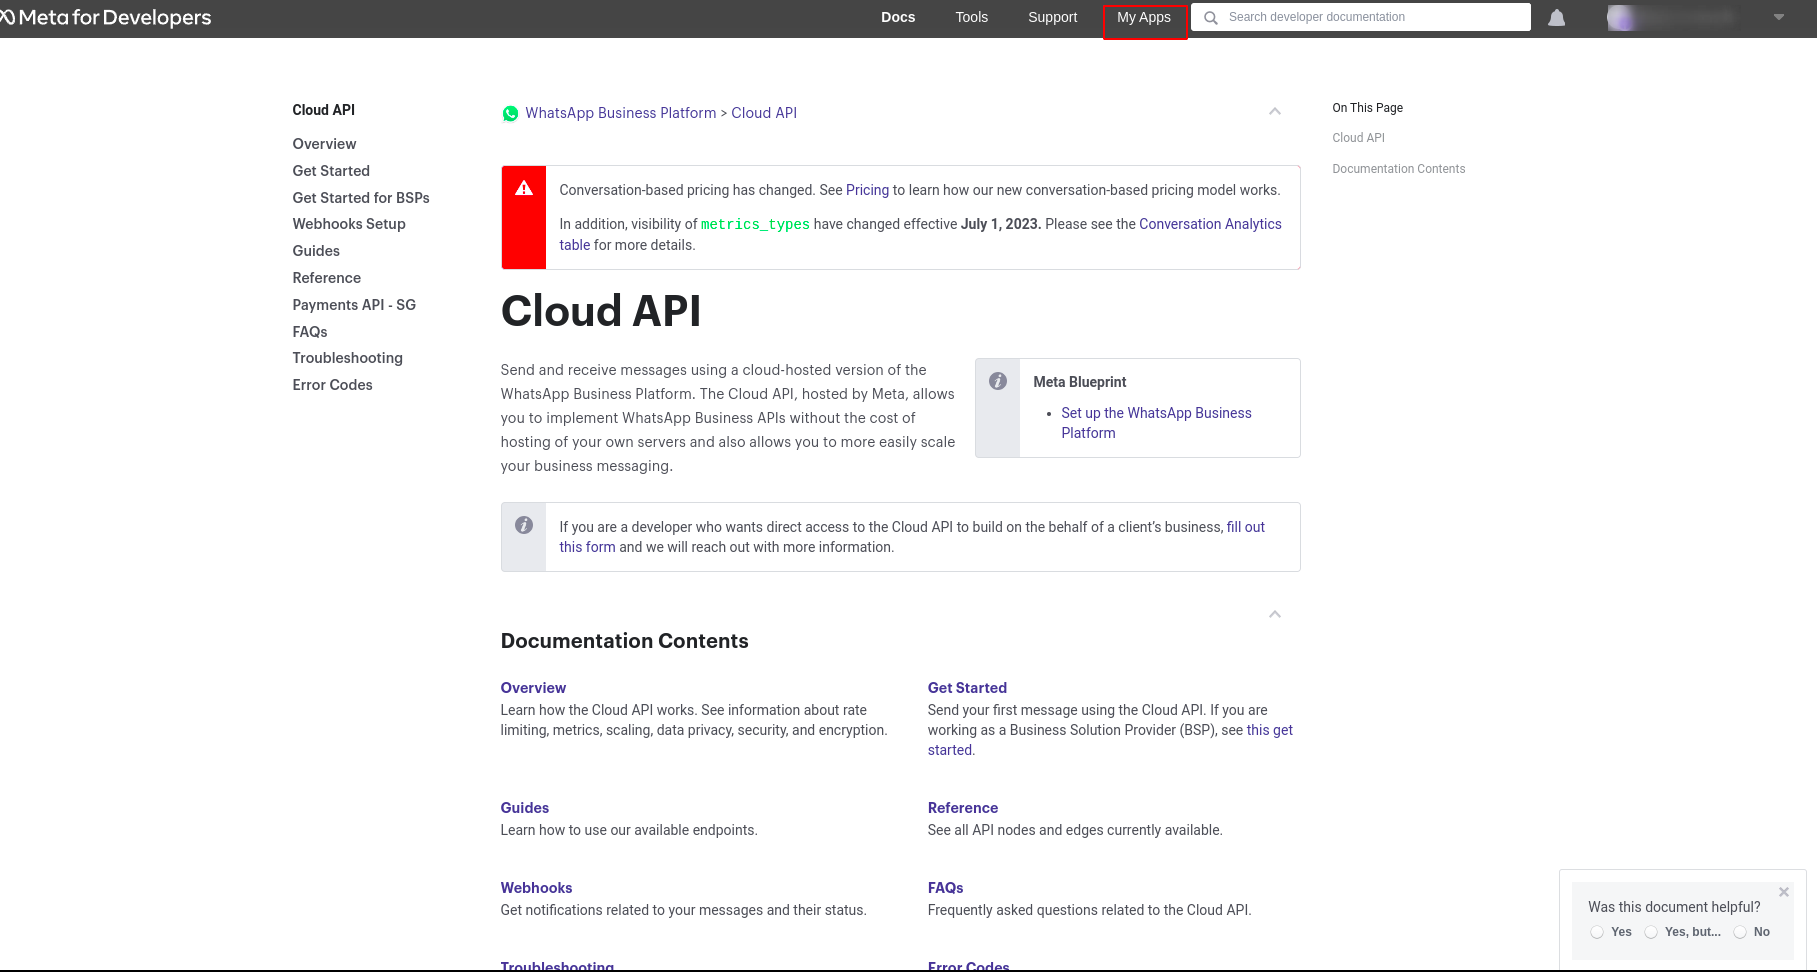 Meta for Developers
Docs
Tools
Support
My Apps
Search developer documentation
Cloud API
Overview
Get Started
Get Started for BSPs
Webhooks Setup
Guides
Reference
Payments API - SG
FAQs
Troubleshooting
Error Codes
WhatsApp Business Platform > Cloud API
Conversation-based pricing has changed. See Pricing to learn how our new conversation-based pricing model works.
In addition, visibility of metrics_types have changed effective July 1, 2023. Please see the Conversation Analytics
table for more details.
Cloud API
Send and receive messages using a cloud-hosted version of the
WhatsApp Business Platform. The Cloud API, hosted by Meta, allows
you to implement WhatsApp Business APIs without the cost of
hosting of your own servers and also allows you to more easily scale
your business messaging.
Meta Blueprint
• Set up the WhatsApp Business
Platform
If you are a developer who wants direct access to the Cloud API to build on the behalf of a client’s business, fill out
this form and we will reach out with more information.
Documentation Contents
Overview
Learn how the Cloud API works. See information about rate
limiting, metrics, scaling, data privacy, security, and encryption.
Get Started
Send your first message using the Cloud API. If you are
working as a Business Solution Provider (BSP), see this get
started.
Guides
Learn how to use our available endpoints.
Reference
See all API nodes and edges currently available.
Webhooks
Get notifications related to your messages and their status.
FAQs
Frequently asked questions related to the Cloud API.
Troubleshooting
Error Codes
On This Page
Cloud API
Documentation Contents
Was this document helpful?
Yes
Yes, but...
No